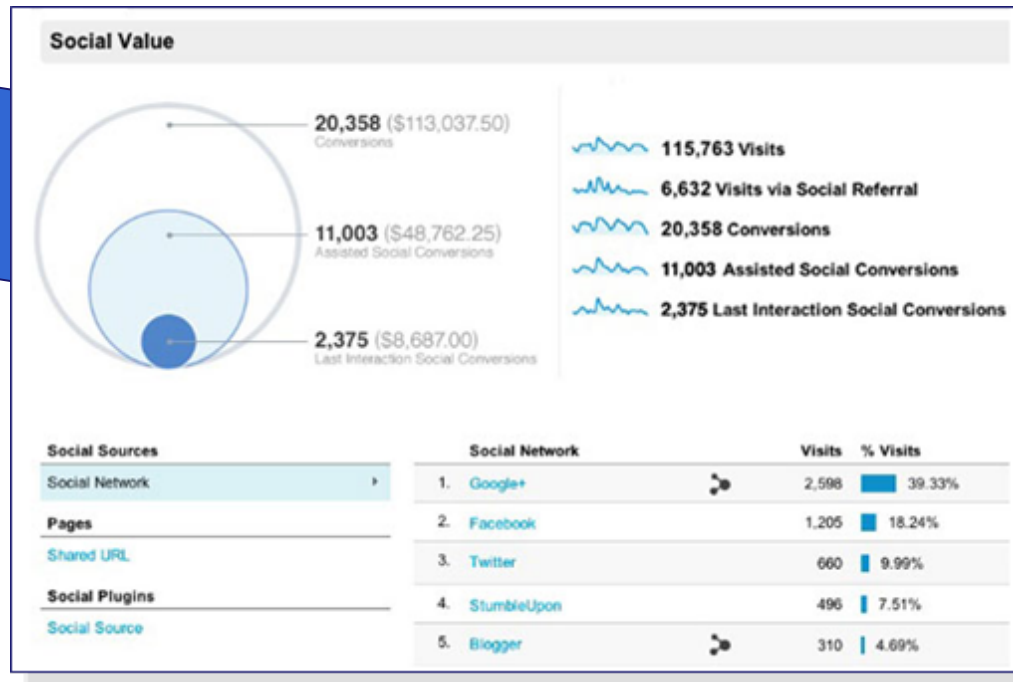 Social Value
20,358 ($113,037.50)
Conversions
11,003 ($48,762.25)
Assisted Social Conversions
2,375 ($8,687.00)
Last Interaction Social Conversions
115,763 Visits
6,632 Visits via Social Referral
20,358 Conversions
11,003 Assisted Social Conversions
2,375 Last Interaction Social Conversions
Social Sources
Social Network
Pages
Shared URL
Social Plugins
Social Source
Social Network Visits % Visits
1. Google+ 2,598 39.33%
2. Facebook 1,205 18.24%
3. Twitter 660 9.99%
4. StumbleUpon 496 7.51%
5. Blogger 310 4.69%